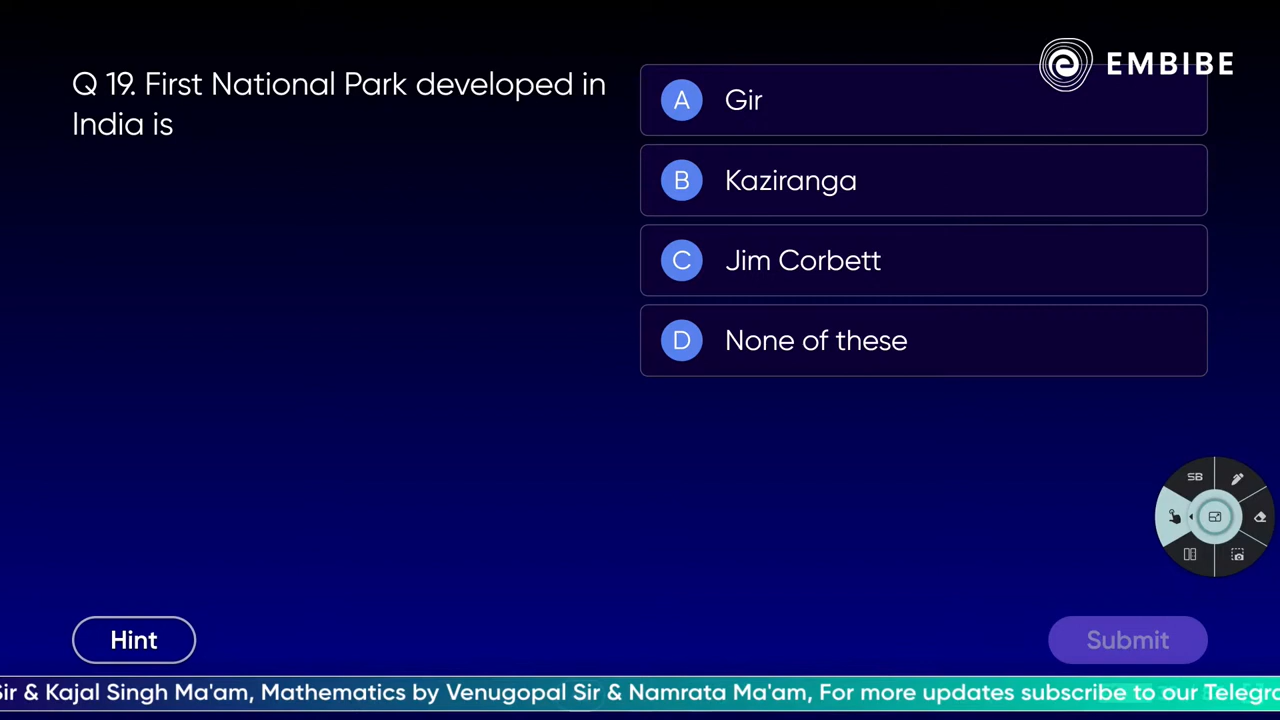 EMBIBE
Q 19. First National Park developed in
India is
A Gir
B Kaziranga
C Jim Corbett
D None of these
SB
Hint
Submit
Sir & Kajal Singh Ma'am, Mathematics by Venugopal Sir & Namrata Ma'am, For more updates subscribe to our Telegra